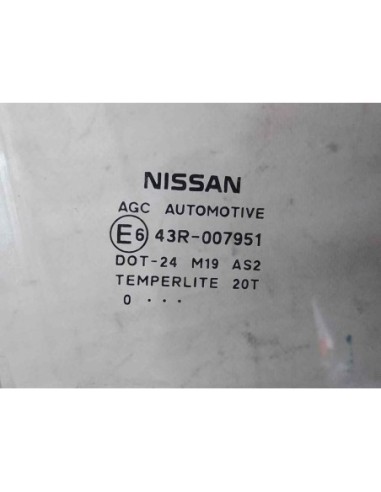 NISSAN
AGC AUTOMOTIVE
E6 43R-007951
DOT-24 M19 AS2
TEMPERLITE 20T
0 . . .